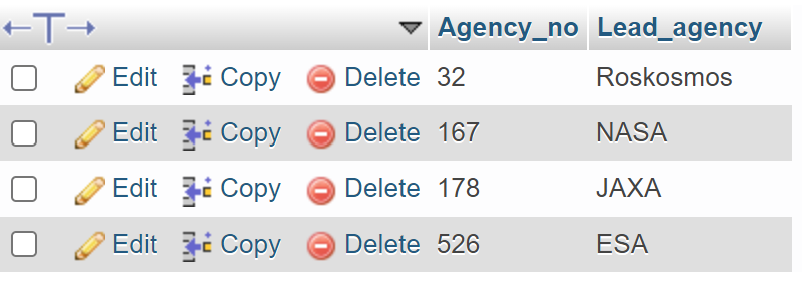 Agency_no Lead_agency
Edit Copy Delete 32 Roskosmos
Edit Copy Delete 167 NASA
Edit Copy Delete 178 JAXA
Edit Copy Delete 526 ESA